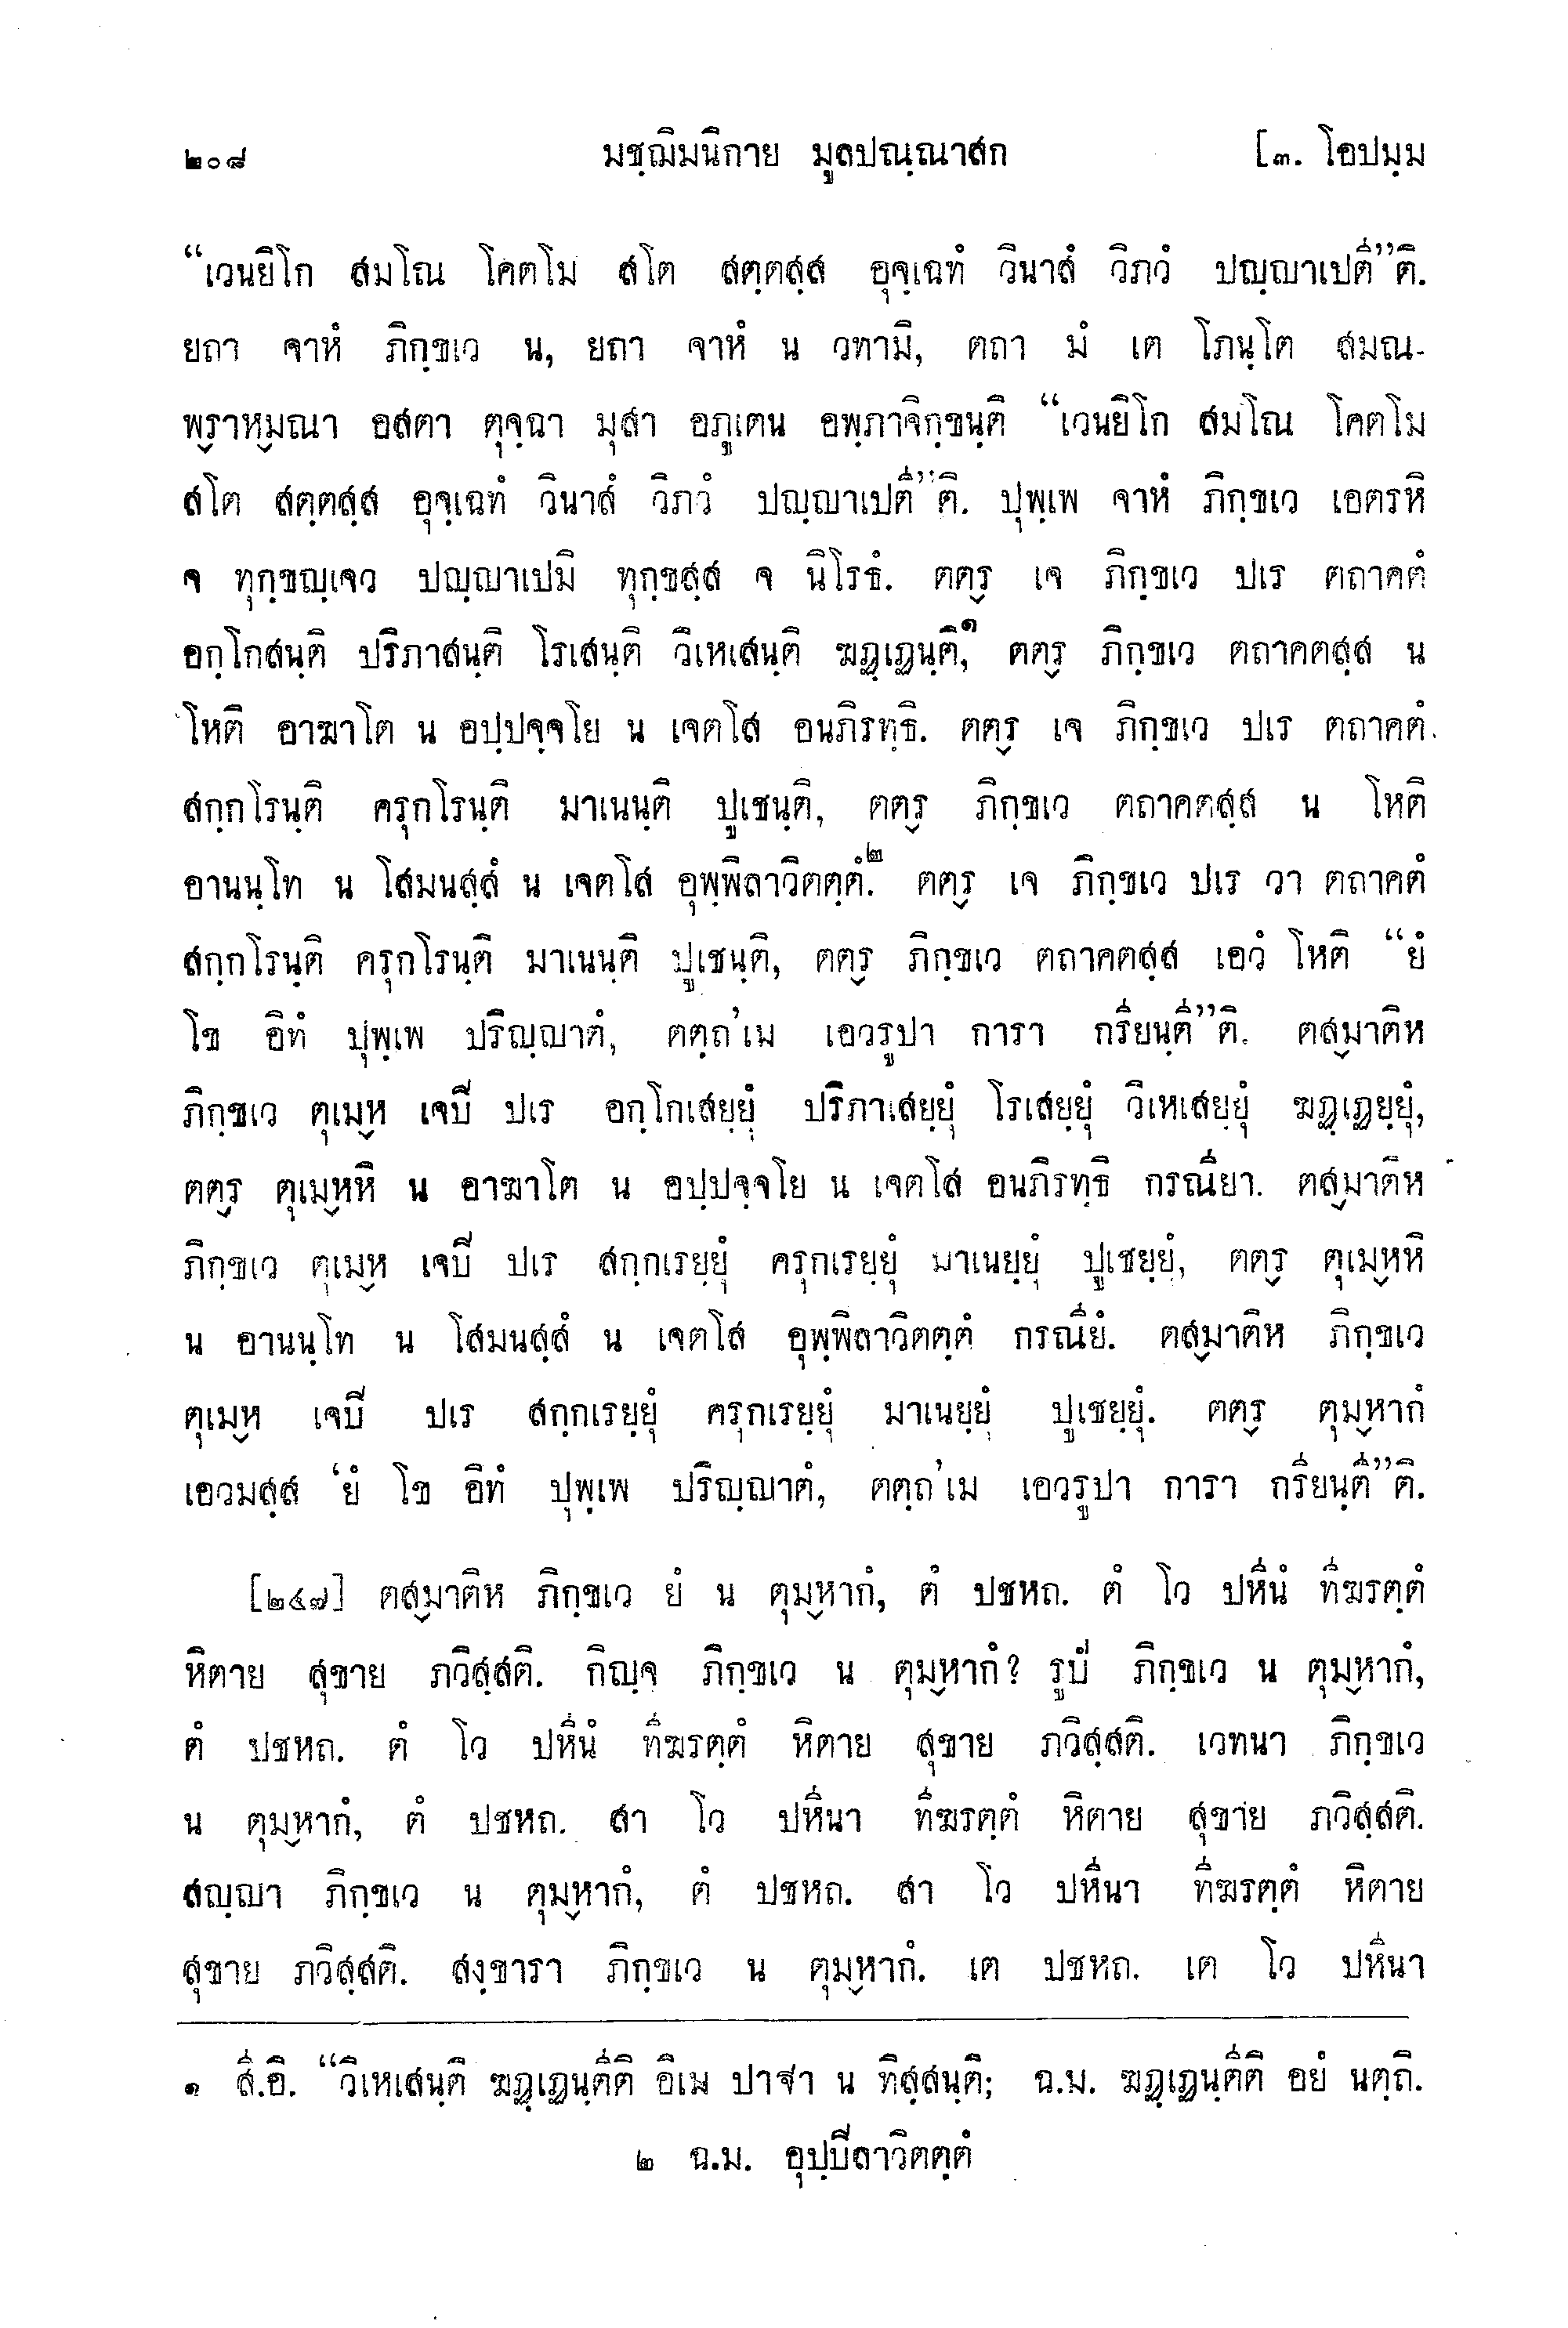 ๒๐๘ มชฺฌิมนิกาย มูลปณฺณาสก [๓. โอปมฺม
“เวนยิโก สมโณ โคตโม สโต สตฺตสฺส อุจฺเฉทํ วินาสํ วิภวํ ปญฺญาเปตี”ติ.
ยถา จาหํ ภิกฺขเว น, ยถา จาหํ น วทามิ, ตถา มํ เต โภนฺโต สมณ-
พฺราหฺมณา อสตา ตุจฺฉา มุสา อภูเตน อพฺภาจิกฺขนฺติ “เวนยิโก สมโณ โคตโม
สโต สตฺตสฺส อุจฺเฉทํ วินาสํ วิภวํ ปญฺญาเปตี”ติ. ปุพฺเพ จาหํ ภิกฺขเว เอตรหิ
จ ทุกฺขญฺเจว ปญฺญาเปมิ ทุกฺขสฺส จ นิโรธํ. ตตฺร เจ ภิกฺขเว ปเร ตถาคตํ
อกฺโกสนฺติ ปริภาสนฺติ โรเสนฺติ วิเหเสนฺติ ฆฏฺเฏนฺติ,๑ ตตฺร ภิกฺขเว ตถาคตสฺส น
โหติ อาฆาโต น อปฺปจฺจโย น เจตโส อนภิรทฺธิ. ตตฺร เจ ภิกฺขเว ปเร ตถาคตํ
สกฺกโรนฺติ ครุกโรนฺติ มาเนนฺติ ปูเชนฺติ, ตตฺร ภิกฺขเว ตถาคตสฺส น โหติ
อานนฺโท น โสมนสฺสํ น เจตโส อุพฺพิลาวิตตฺตํ.๒ ตตฺร เจ ภิกฺขเว ปเร วา ตถาคตํ
สกฺกโรนฺติ ครุกโรนฺติ มาเนนฺติ ปูเชนฺติ, ตตฺร ภิกฺขเว ตถาคตสฺส เอวํ โหติ “ยํ
โข อิทํ ปุพฺเพ ปริญฺญาตํ, ตตฺถ’เม เอวรูปา การา กรียนฺตี”ติ. ตสฺมาติห
ภิกฺขเว ตุเมฺห เจปิ ปเร อกฺโกเสยฺยุํ ปริภาเสยฺยุํ โรเสยฺยุํ วิเหเสยฺยุํ ฆฏฺเฏยฺยุํ,
ตตฺร ตุเมฺหหิ น อาฆาโต น อปฺปจฺจโย น เจตโส อนภิรทฺธิ กรณียา. ตสฺมาติห
ภิกฺขเว ตุเมฺห เจปิ ปเร สกฺกเรยฺยุํ ครุกเรยฺยุํ มาเนยฺยุํ ปูเชยฺยุํ, ตตฺร ตุเมฺหหิ
น อานนฺโท น โสมนสฺสํ น เจตโส อุพฺพิลาวิตตฺตํ กรณียํ. ตสฺมาติห ภิกฺขเว
ตุเมฺห เจปิ ปเร สกฺกเรยฺยุํ ครุกเรยฺยุํ มาเนยฺยุํ ปูเชยฺยุํ. ตตฺร ตุมฺหากํ
เอวมสฺส ‘ยํ โข อิทํ ปุพฺเพ ปริญฺญาตํ, ตตฺถ’เม เอวรูปา การา กรียนฺตี”ติ.
[๒๔๗] ตสฺมาติห ภิกฺขเว ยํ น ตุมฺหากํ, ตํ ปชหถ. ตํ โว ปหีนํ ทีฆรตฺตํ
หิตาย สุขาย ภวิสฺสติ. กิญฺจ ภิกฺขเว น ตุมฺหากํ? รูปํ ภิกฺขเว น ตุมฺหากํ,
ตํ ปชหถ. ตํ โว ปหีนํ ทีฆรตฺตํ หิตาย สุขาย ภวิสฺสติ. เวทนา ภิกฺขเว
น ตุมฺหากํ, ตํ ปชหถ. สา โว ปหีนา ทีฆรตฺตํ หิตาย สุขาย ภวิสฺสติ.
สญฺญา ภิกฺขเว น ตุมฺหากํ, ตํ ปชหถ. สา โว ปหีนา ทีฆรตฺตํ หิตาย
สุขาย ภวิสฺสติ. สงฺขารา ภิกฺขเว น ตุมฺหากํ. เต ปชหถ. เต โว ปหีนา
๑ สี.อิ. “วิเหเสนฺติ ฆฏฺเฏนฺตีติ อิเม ปาฐา น ทิสฺสนฺติ; ฉ.ม. ฆฏฺเฏนฺตีติ อยํ นตฺถิ.
๒ ฉ.ม. อุปฺปิลาวิตตฺตํ